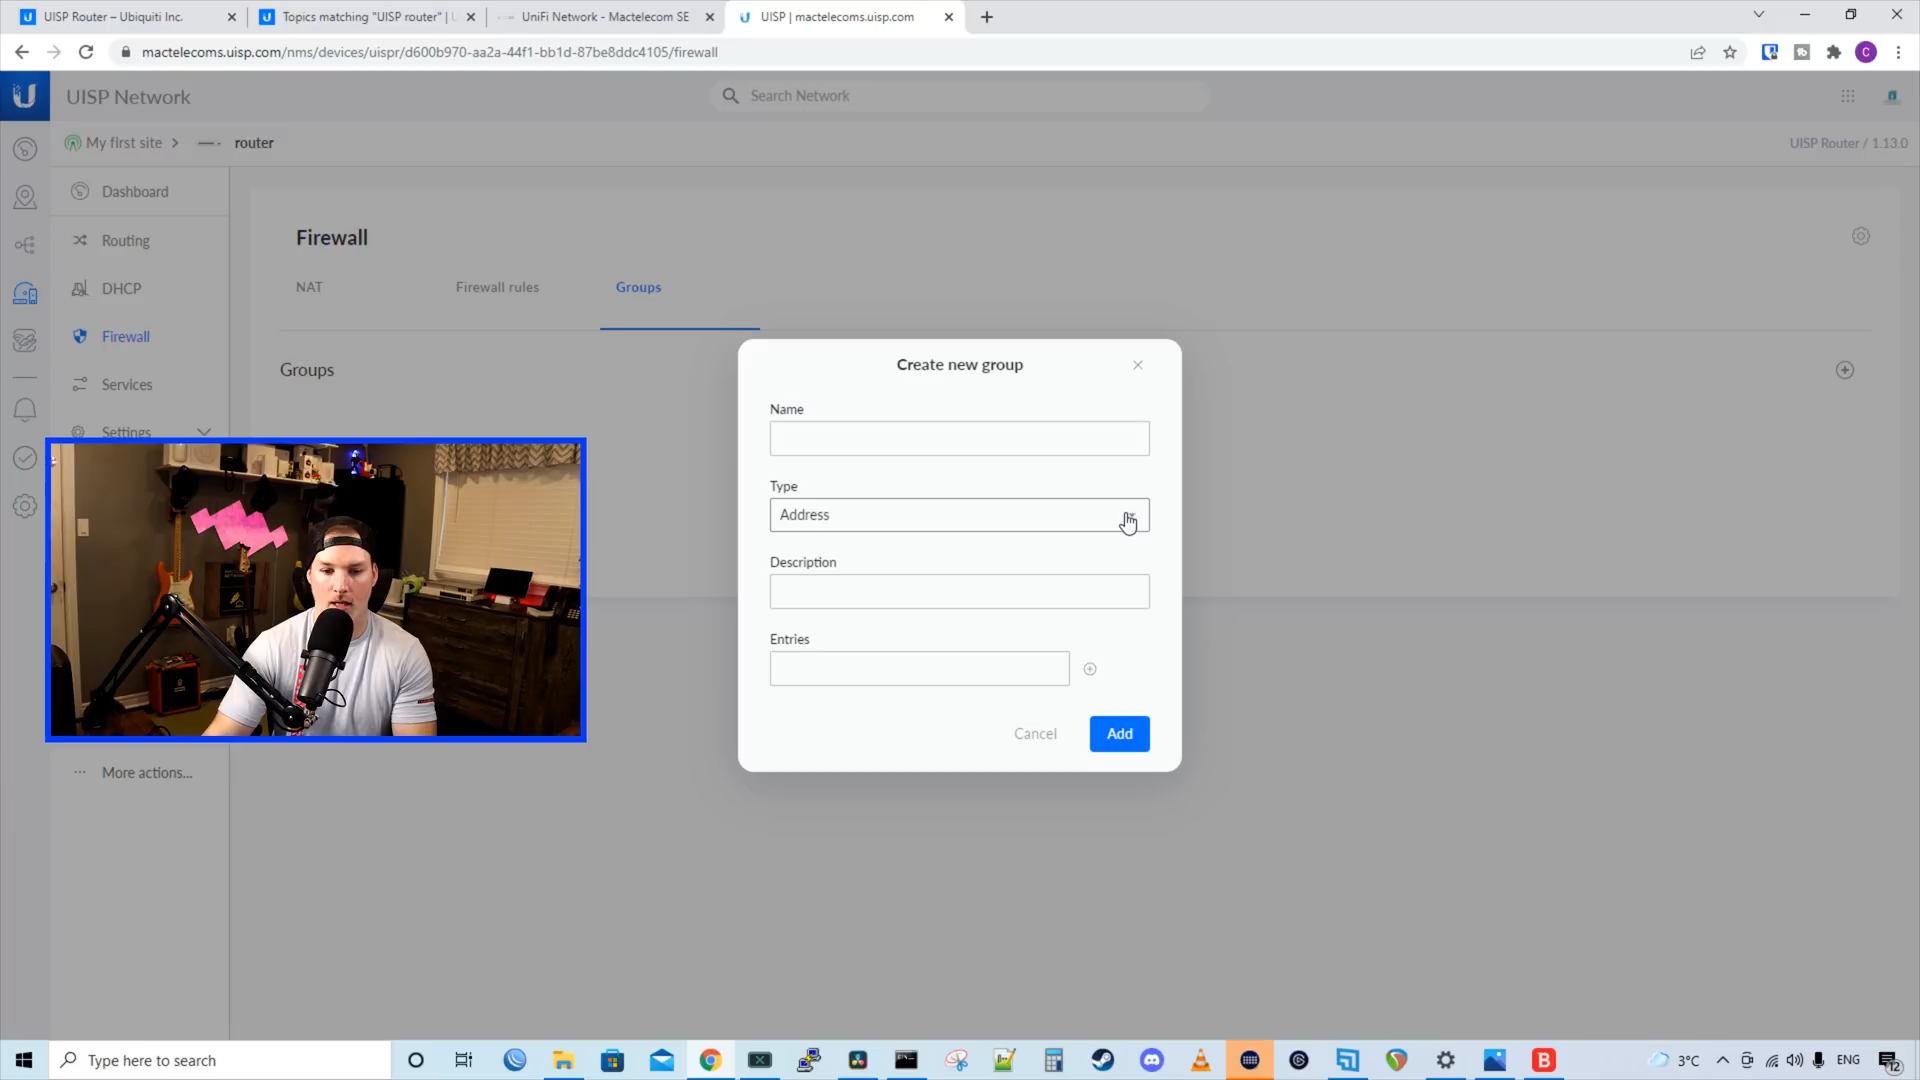 UISP Router – Ubiquiti Inc.
Topics matching "UISP router" | U
UniFi Network - Mactelecom SE
UISP | mactelecoms.uisp.com
mactelecoms.uisp.com/nms/devices/uispr/d600b970-aa2a-44f1-bb1d-87be8ddc4105/firewall
C
UISP Network
Search Network
My first site
router
UISP Router / 1.13.0
Dashboard
Routing
DHCP
Firewall
Services
Settings
More actions...
Firewall
NAT
Firewall rules
Groups
Groups
Create new group
Name
Type
Address
Description
Entries
Cancel
Add
Type here to search
3°C
ENG
12